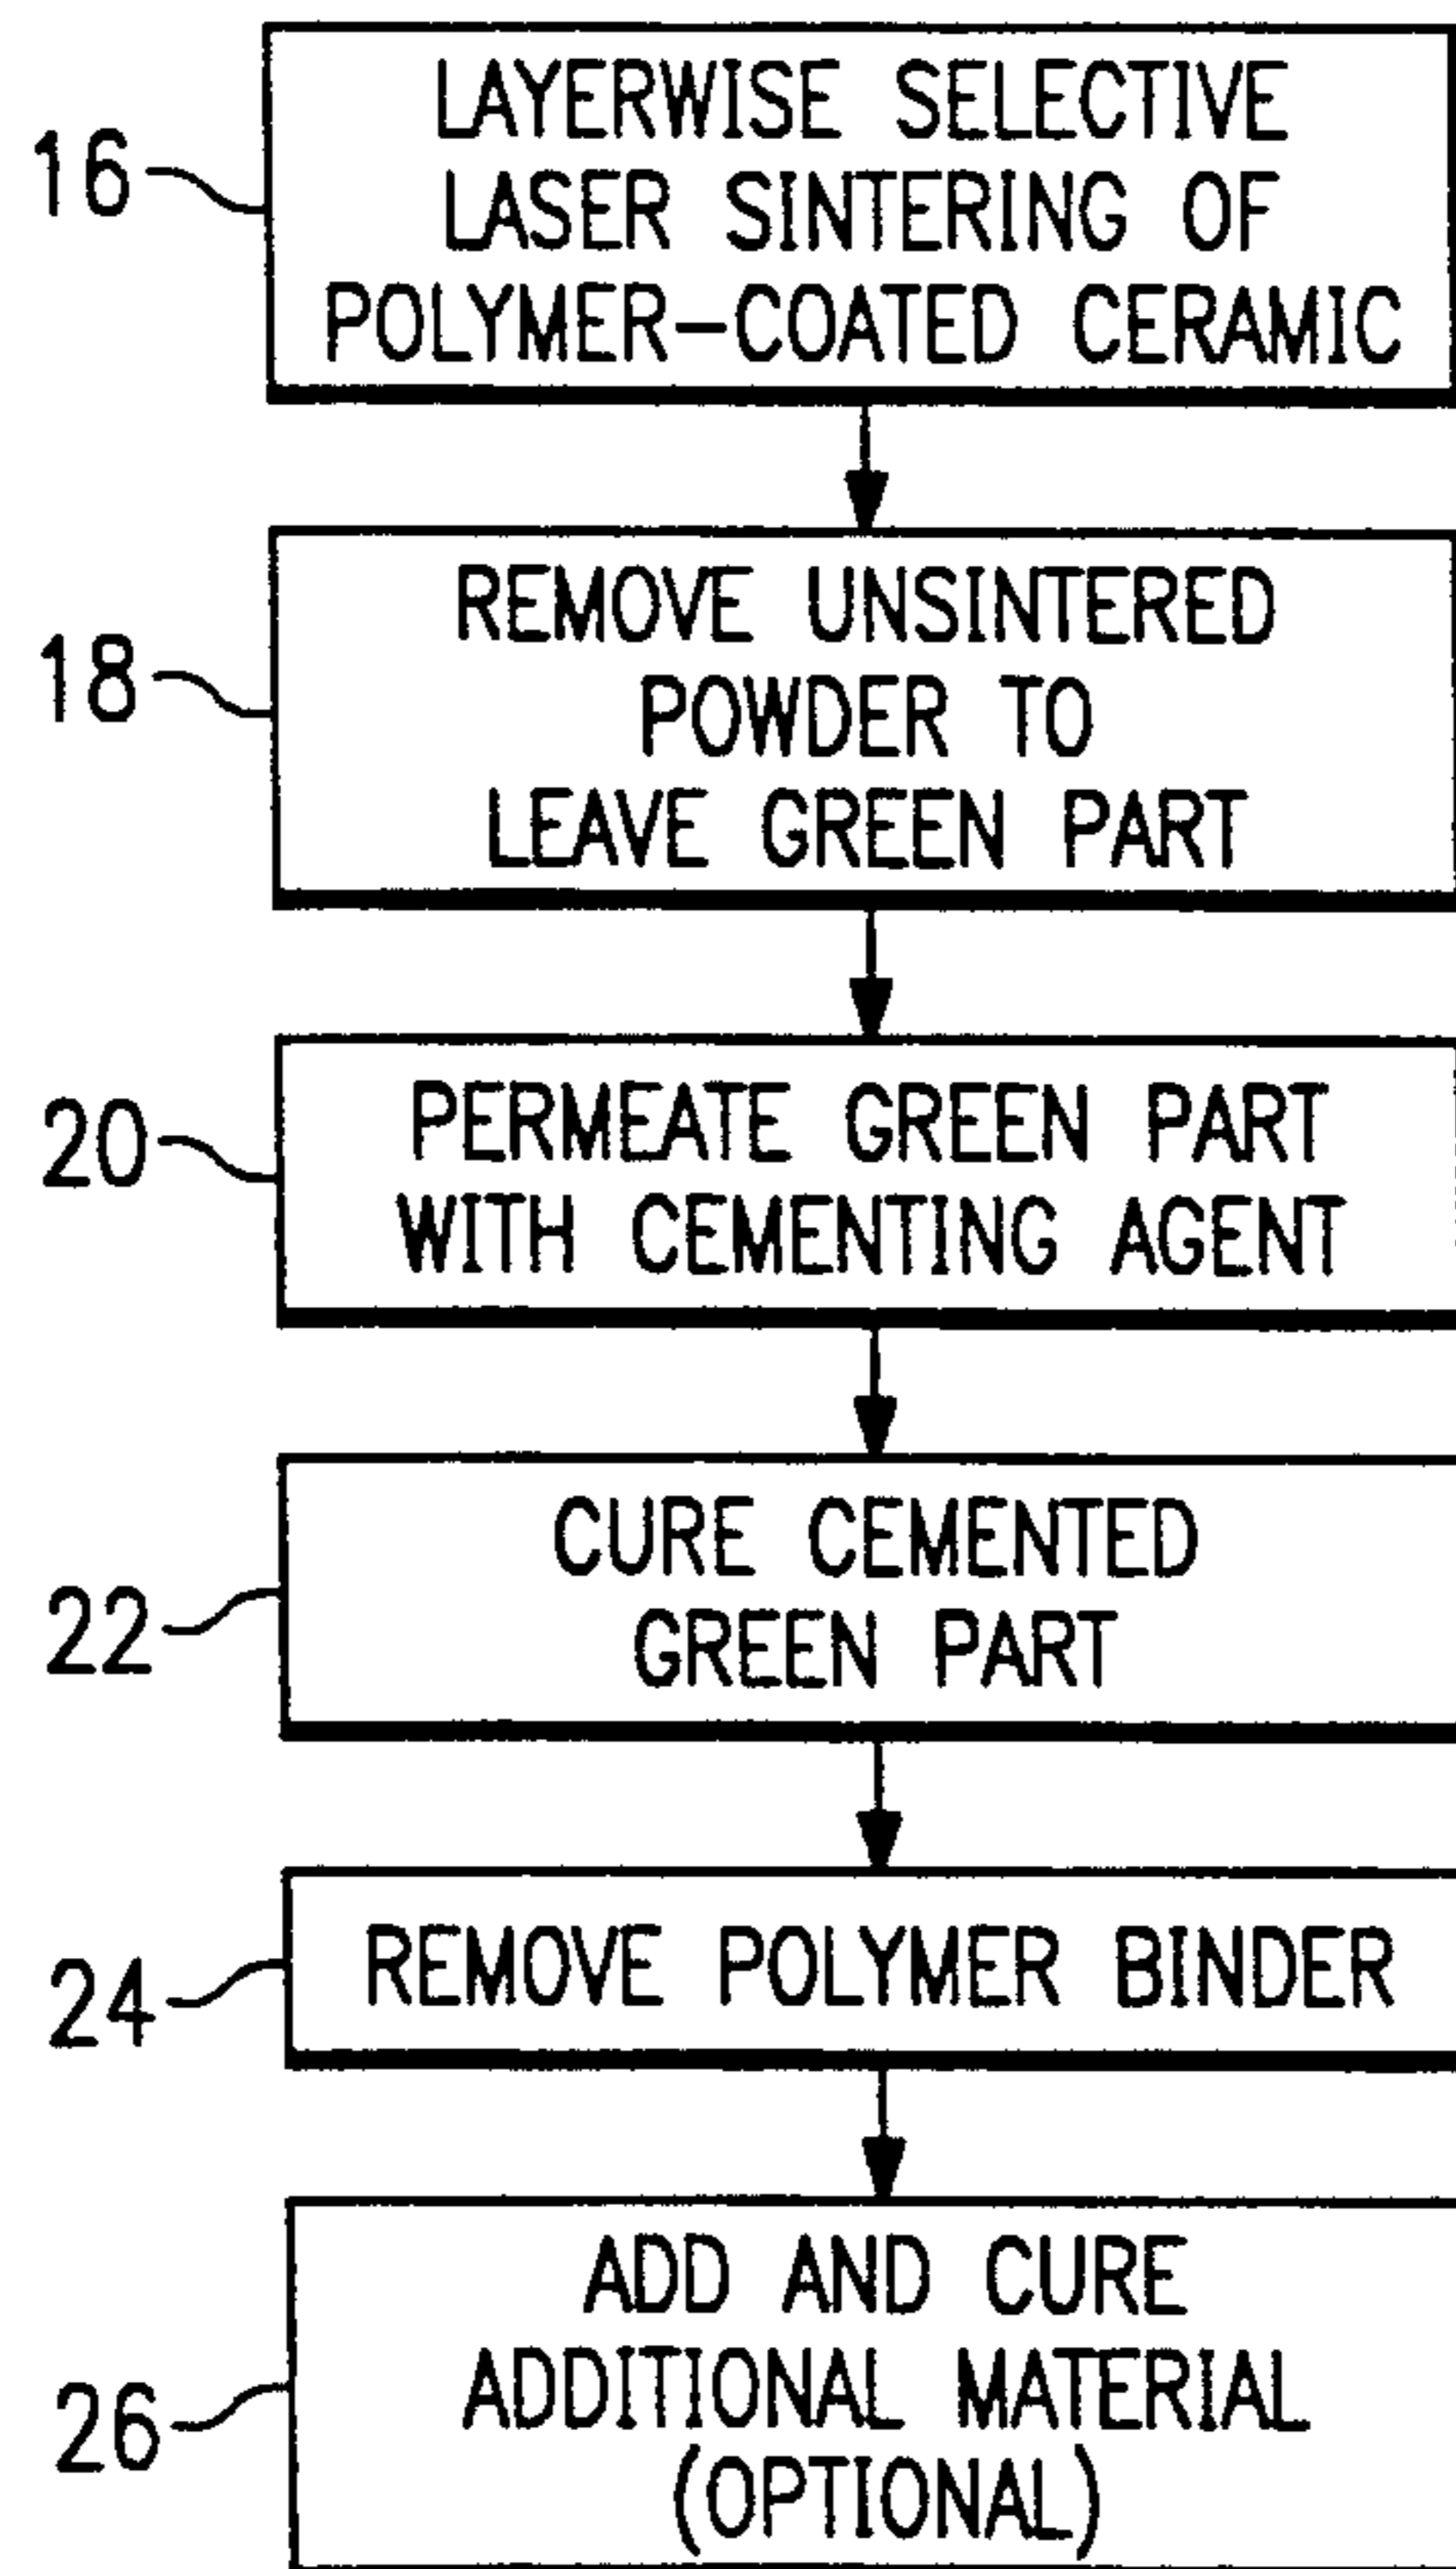 16
LAYERWISE SELECTIVE
LASER SINTERING OF
POLYMER-COATED CERAMIC
18
REMOVE UNSINTERED
POWDER TO
LEAVE GREEN PART
20
PERMEATE GREEN PART
WITH CEMENTING AGENT
22
CURE CEMENTED
GREEN PART
24
REMOVE POLYMER BINDER
26
ADD AND CURE
ADDITIONAL MATERIAL
(OPTIONAL)